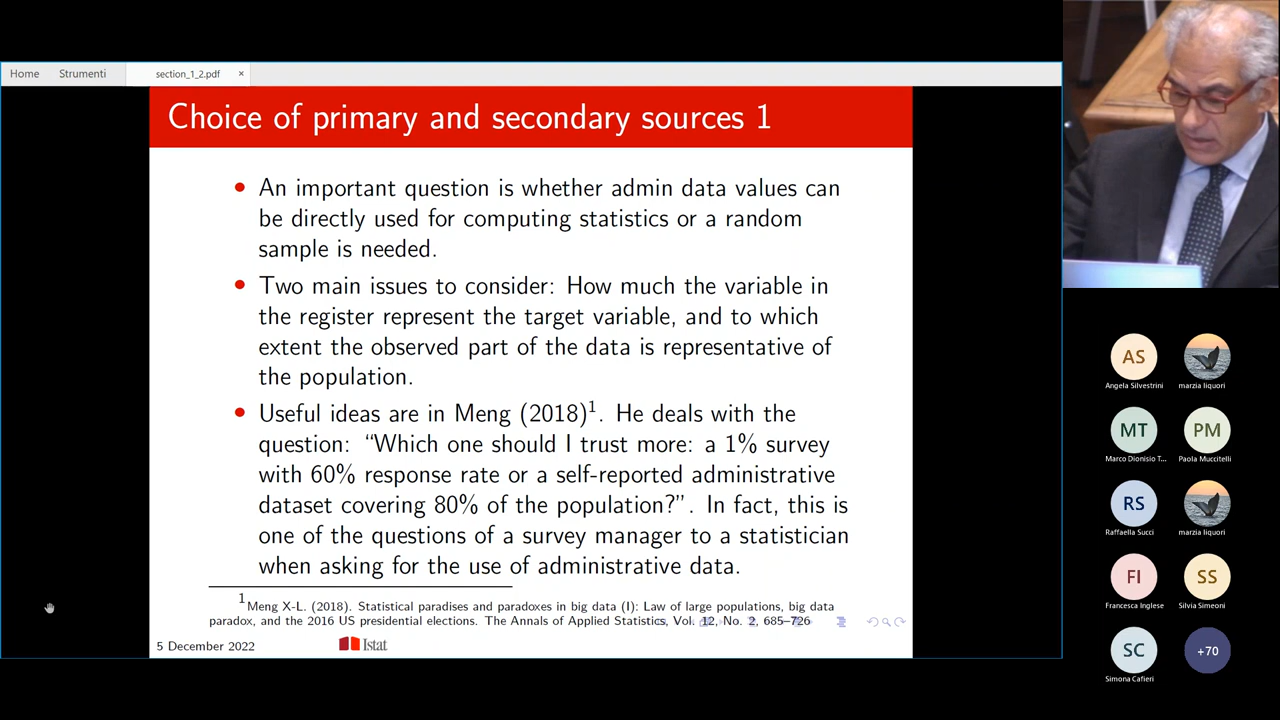 Home Strumenti section_1_2.pdf ×
Choice of primary and secondary sources 1
• An important question is whether admin data values can
be directly used for computing statistics or a random
sample is needed.
• Two main issues to consider: How much the variable in
the register represent the target variable, and to which
extent the observed part of the data is representative of
the population.
• Useful ideas are in Meng (2018)1. He deals with the
question: “Which one should I trust more: a 1% survey
with 60% response rate or a self-reported administrative
dataset covering 80% of the population?”. In fact, this is
one of the questions of a survey manager to a statistician
when asking for the use of administrative data.
1Meng X-L. (2018). Statistical paradises and paradoxes in big data (I): Law of large populations, big data
paradox, and the 2016 US presidential elections. The Annals of Applied Statistics, Vol. 12, No. 2, 685–726
5 December 2022 Istat
AS
Angela Silvestrini marzia liquori
MT PM
Marco Dionisio T... Paola Muccitelli
RS
Raffaella Succi marzia liquori
FI SS
Francesca Inglese Silvia Simeoni
SC +70
Simona Cafieri